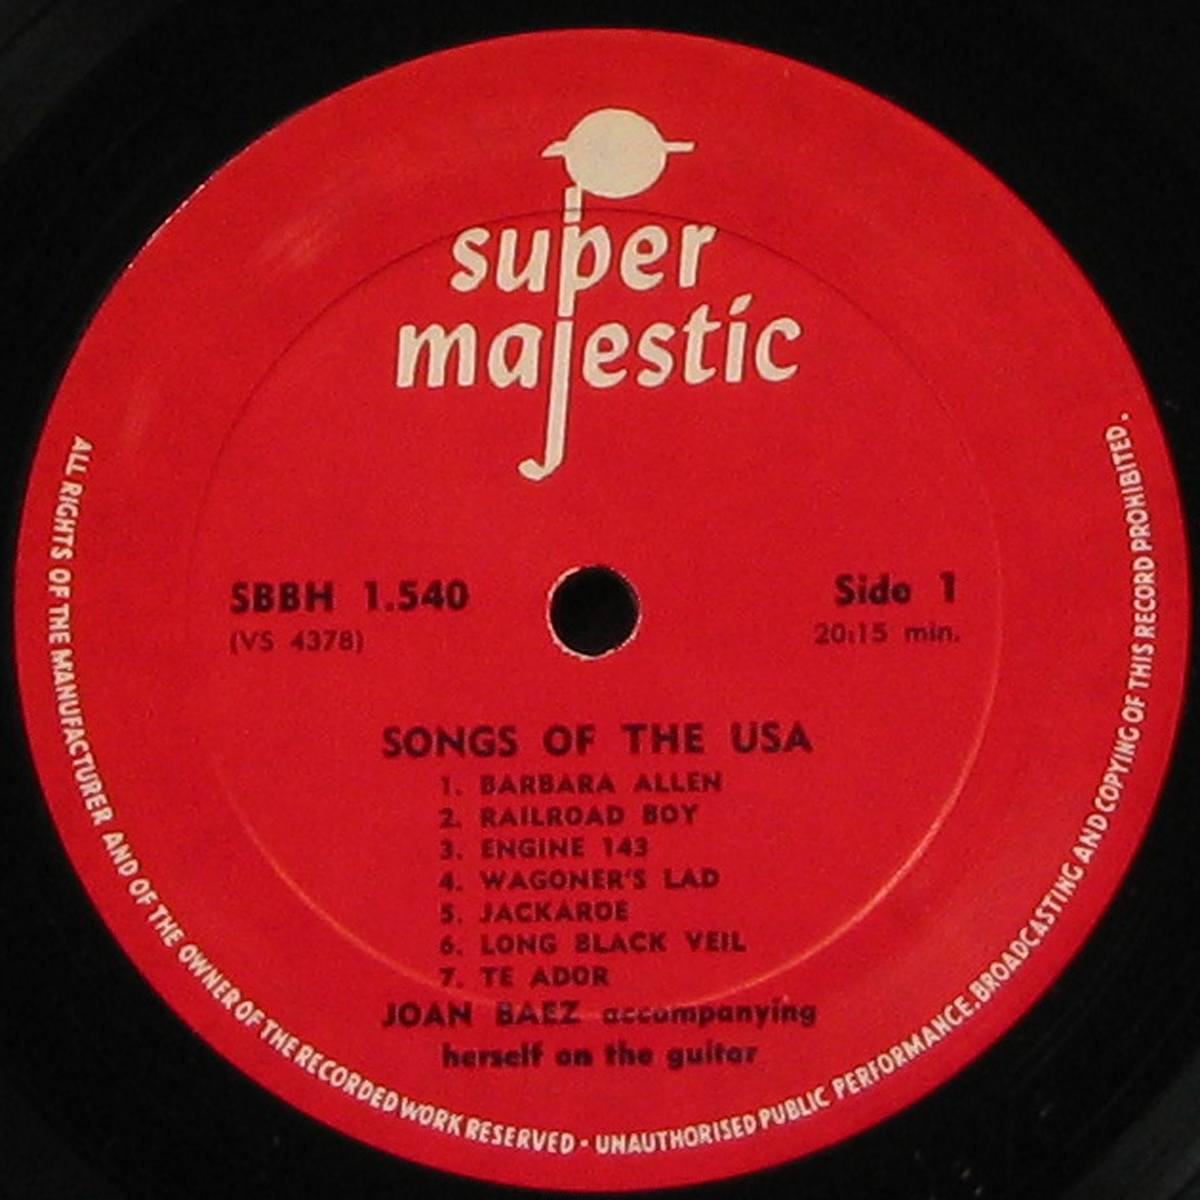 super
majestic
SBBH 1.540
Side 1
(VS 4378)
20:15 min.
SONGS OF THE USA
1. BARBARA ALLEN
2. RAILROAD BOY
3. ENGINE 143
4. WAGONER'S LAD
5. JACKAROE
6. LONG BLACK VEIL
7. TE ADOR
JOAN BAEZ accompanying
herself on the guitar
ALL RIGHTS OF THE MANUFACTURER AND OF THE OWNER OF THE RECORDED WORK RESERVED · UNAUTHORISED PUBLIC PERFORMANCE, BROADCASTING AND COPYING OF THIS RECORD PROHIBITED.